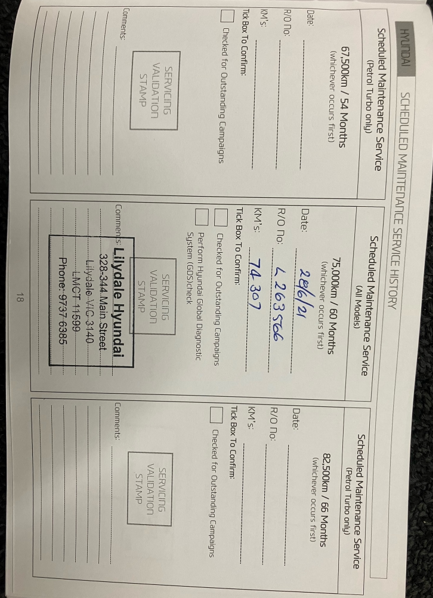 HYUNDAI SCHEDULED MAINTENANCE SERVICE HISTORY
Scheduled Maintenance Service
(Petrol Turbo only)
67,500km / 54 Months
(whichever occurs first)
Date:
R/O No:
KM's:
Tick Box To Confirm:
Checked for Outstanding Campaigns
SERVICING
VALIDATION
STAMP
Comments:
Scheduled Maintenance Service
(All Models)
75,000km / 60 Months
(whichever occurs first)
Date: 28/6/21
R/O No: L263566
KM's: 74 307
Tick Box To Confirm:
Checked for Outstanding Campaigns
Perform Hyundai Global Diagnostic
System (GDS)check
SERVICING
VALIDATION
STAMP
Comments:
Lilydale Hyundai
328-344 Main Street
Lilydale VIC 3140
LMCT 11599
Phone: 9737 6385
Scheduled Maintenance Service
(Petrol Turbo only)
82,500km / 66 Months
(whichever occurs first)
Date:
R/O No:
KM's:
Tick Box To Confirm:
Checked for Outstanding Campaigns
SERVICING
VALIDATION
STAMP
Comments:
18